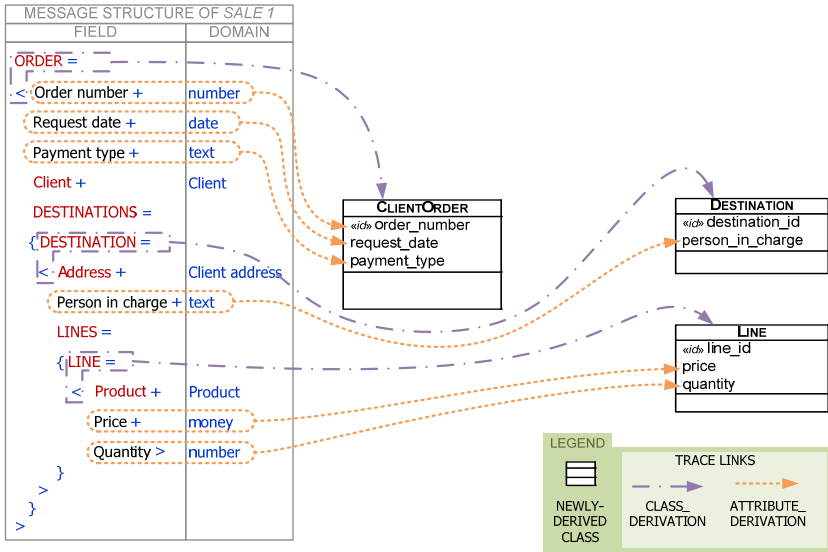 MESSAGE STRUCTURE OF SALE 1
FIELD DOMAIN
ORDER =
< Order number + number
Request date + date
Payment type + text
Client + Client
DESTINATIONS =
{ DESTINATION =
< Address + Client address
Person in charge + text
LINES =
{ LINE =
< Product + Product
Price + money
Quantity > number
}
>
}
>
CLIENTORDER
«id» order_number
request_date
payment_type
DESTINATION
«id» destination_id
person_in_charge
LINE
«id» line_id
price
quantity
LEGEND
NEWLY-
DERIVED
CLASS
TRACE LINKS
CLASS_
DERIVATION
ATTRIBUTE_
DERIVATION